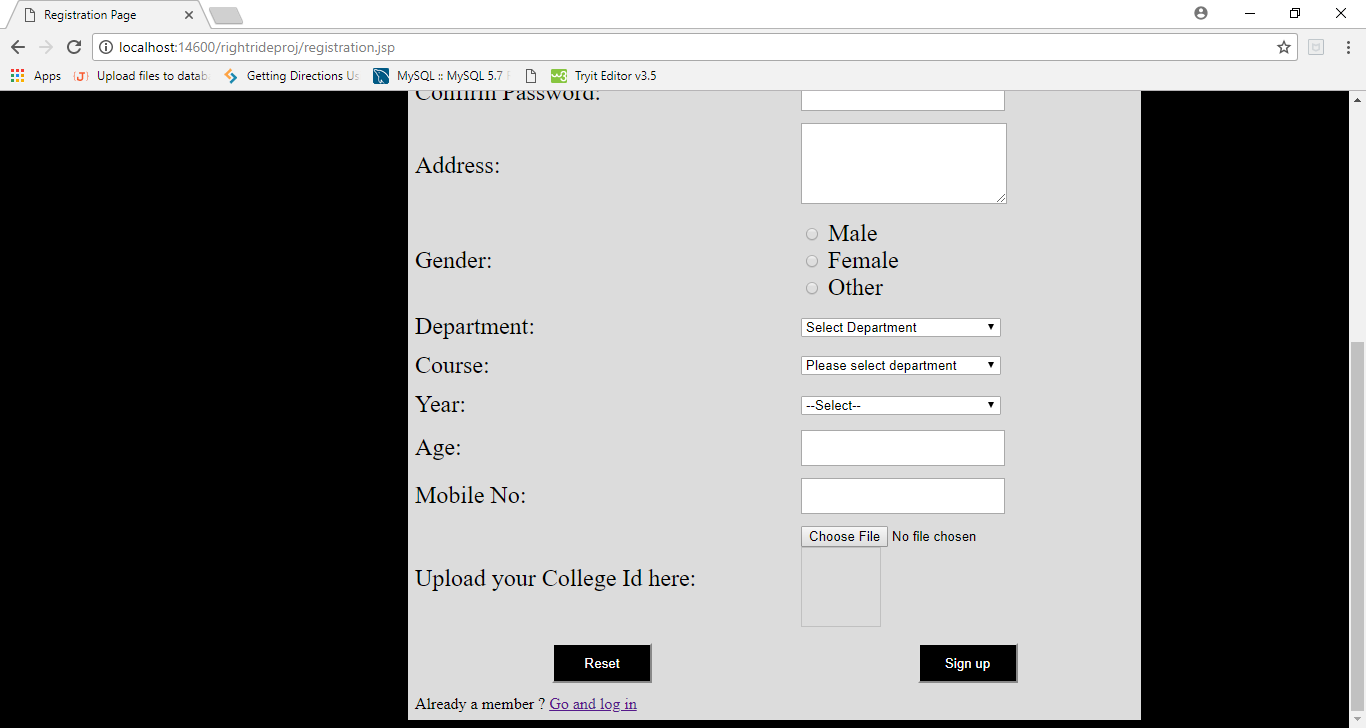 Registration Page
localhost:14600/rightrideproj/registration.jsp
Apps Upload files to datab Getting Directions Us MySQL :: MySQL 5.7 Tryit Editor v3.5
Confirm Password:
Address:
Male
Gender: Female
Other
Department: Select Department
Course: Please select department
Year: --Select--
Age:
Mobile No:
Choose File No file chosen
Upload your College Id here:
Reset Sign up
Already a member ? Go and log in